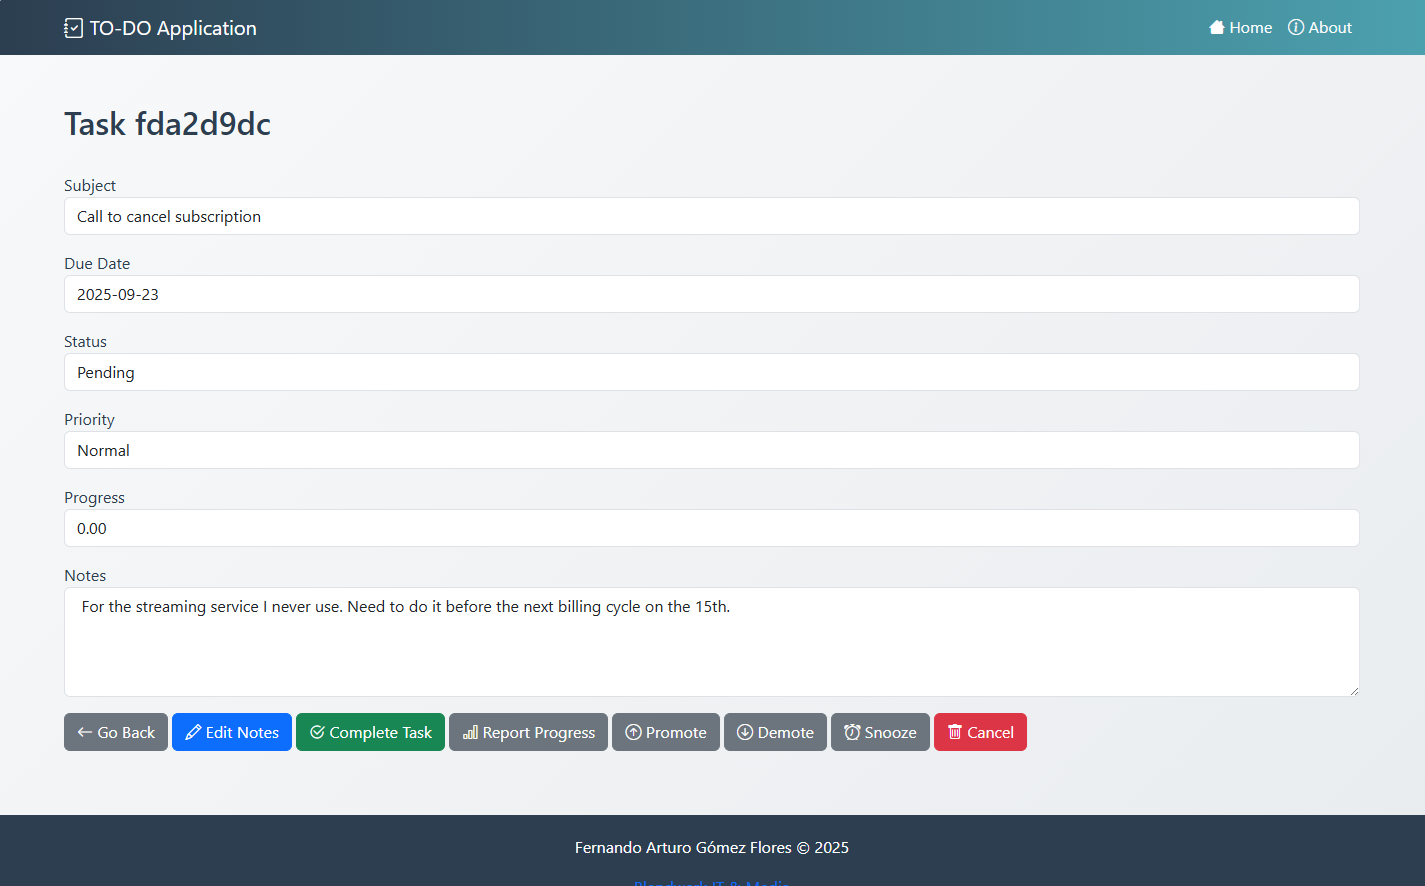 TO-DO Application
Home
About
Task fda2d9dc
Subject
Call to cancel subscription
Due Date
2025-09-23
Status
Pending
Priority
Normal
Progress
0.00
Notes
For the streaming service I never use. Need to do it before the next billing cycle on the 15th.
Go Back
Edit Notes
Complete Task
Report Progress
Promote
Demote
Snooze
Cancel
Fernando Arturo Gómez Flores © 2025